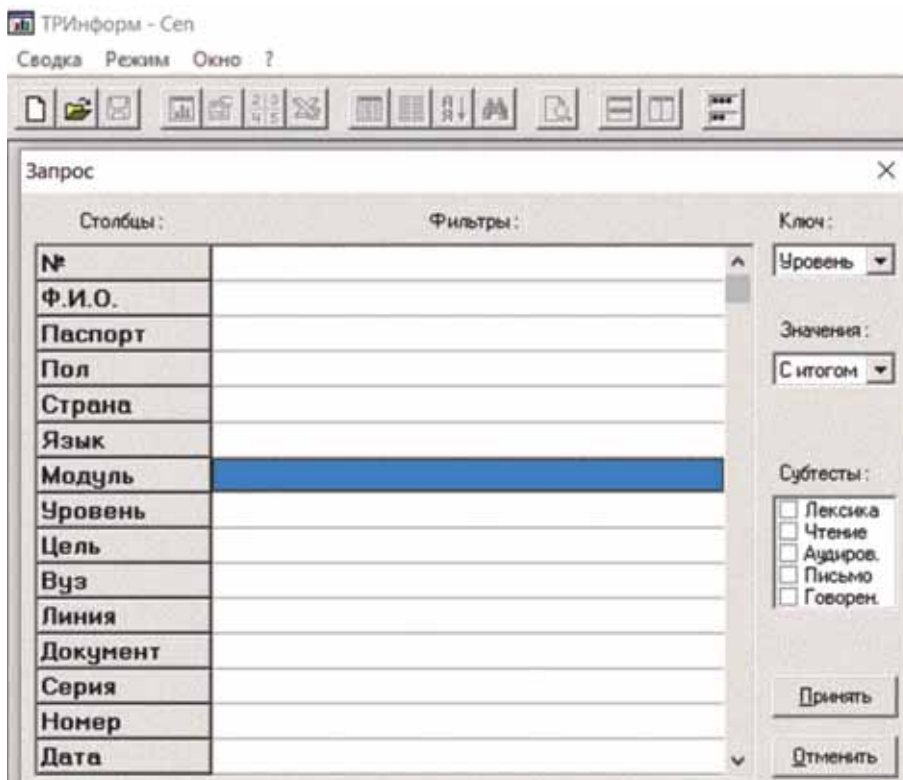 ТРИнформ - Cen
Сводка Режим Окно ?
Запрос
Столбцы: Фильтры: Ключ:
№
Уровень
Ф.И.О.
Паспорт
Значения:
Пол
С итогом
Страна
Язык
Модуль
Субтесты:
Уровень
Лексика
Чтение
Цель
Аудиров.
Вуз
Письмо
Говорен.
Линия
Документ
Серия
Принять
Номер
Дата
Отменить